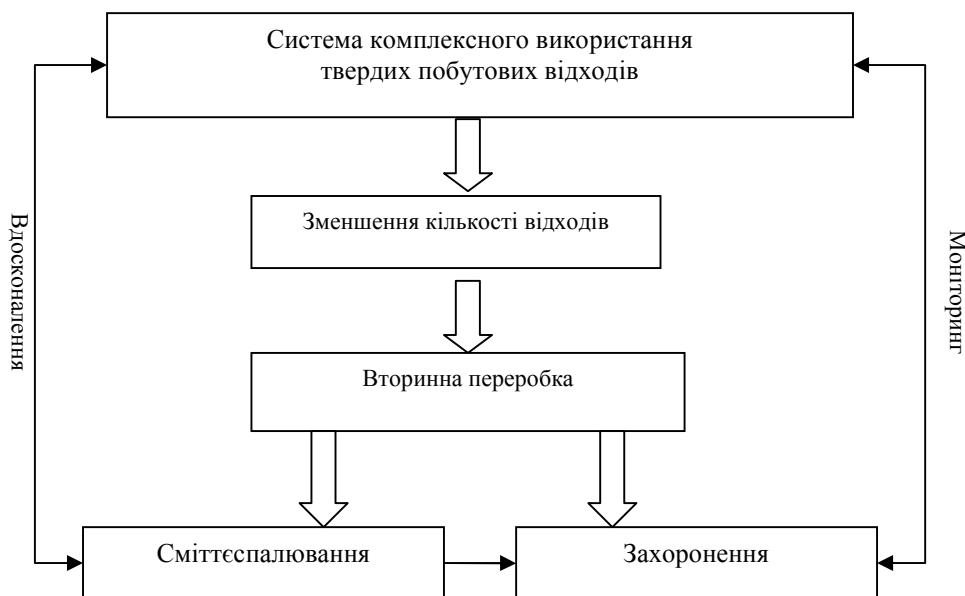 Система комплексного використання
твердих побутових відходів
Зменшення кількості відходів
Вдосконалення
Моніторинг
Вторинна переробка
Сміттєспалювання
Захоронення